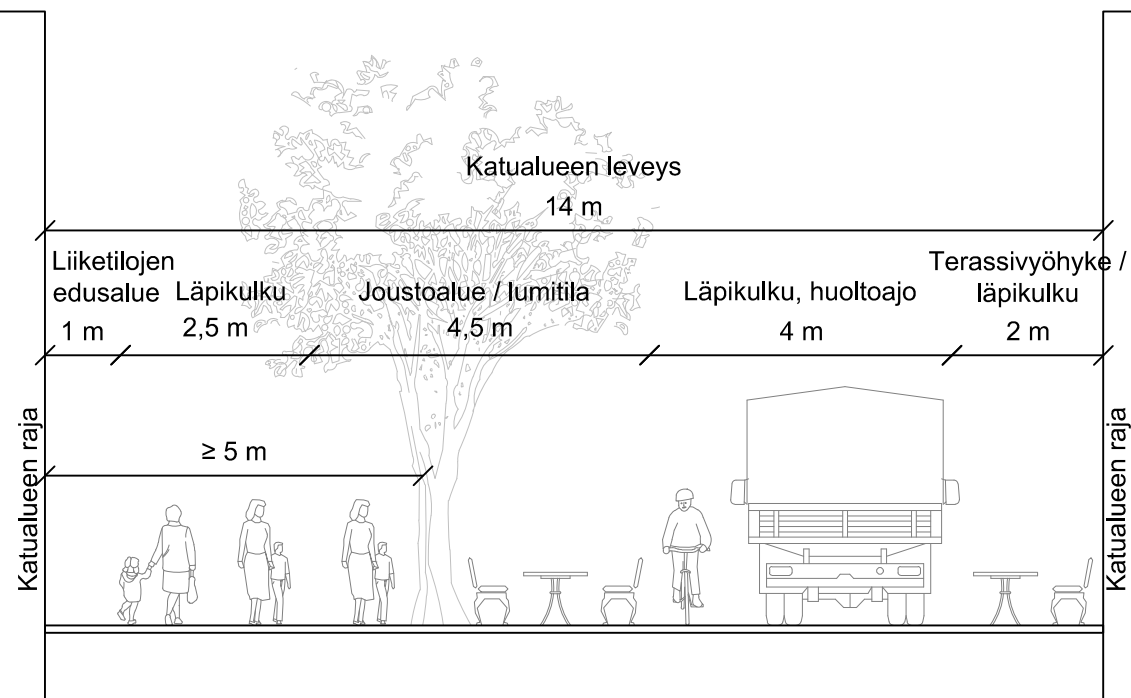 Katualueen leveys
14 m
Liiketilojen
edusalue
1 m
Läpikulku
2,5 m
Joustoalue / lumitila
4,5 m
Läpikulku, huoltoajo
4 m
Terassivyöhyke /
läpikulku
2 m
≥ 5 m
Katualueen raja
Katualueen raja